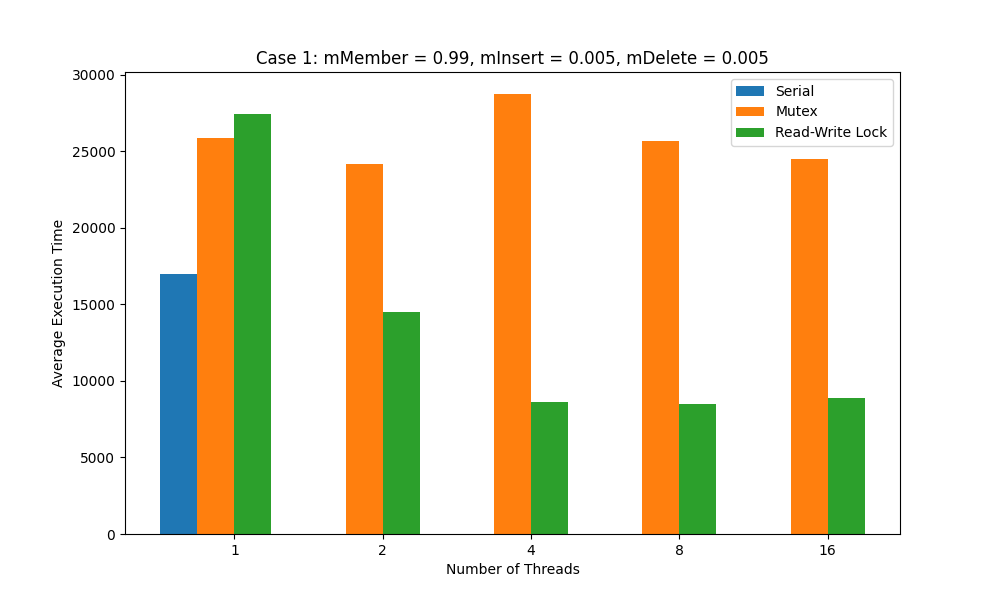 Case 1: mMember = 0.99, mInsert = 0.005, mDelete = 0.005
Serial
Mutex
Read-Write Lock
Average Execution Time
30000
25000
20000
15000
10000
5000
0
1 2 4 8 16
Number of Threads